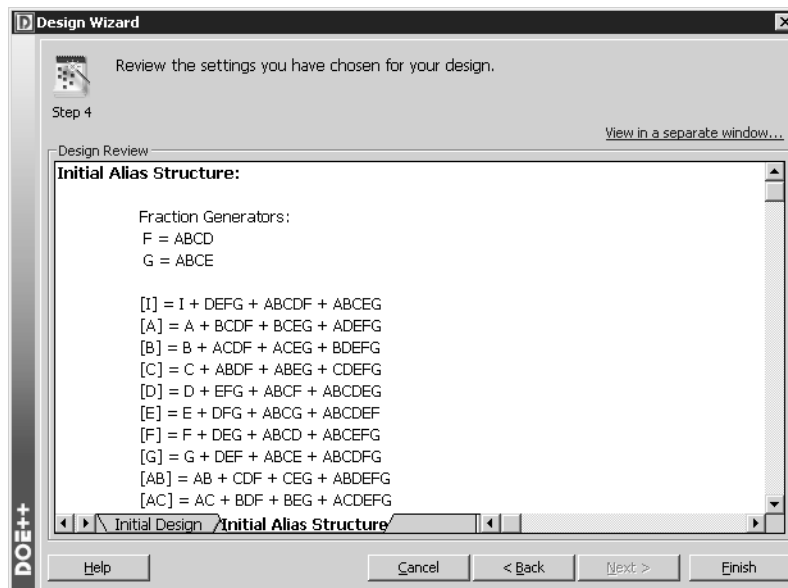 Design Wizard
Review the settings you have chosen for your design.
Step 4
View in a separate window...
Design Review
Initial Alias Structure:
Fraction Generators:
F = ABCD
G = ABCE
[I] = I + DEFG + ABCDF + ABCEG
[A] = A + BCDF + BCEG + ADEFG
[B] = B + ACDF + ACEG + BDEFG
[C] = C + ABDF + ABEG + CDEFG
[D] = D + EFG + ABCF + ABCDEG
[E] = E + DFG + ABCG + ABCDEF
[F] = F + DEG + ABCD + ABCEFG
[G] = G + DEF + ABCE + ABCDFG
[AB] = AB + CDF + CEG + ABDEFG
[AC] = AC + BDF + BEG + ACDEFG
Initial Design Initial Alias Structure
DOE++
Help Cancel < Back Next > Finish